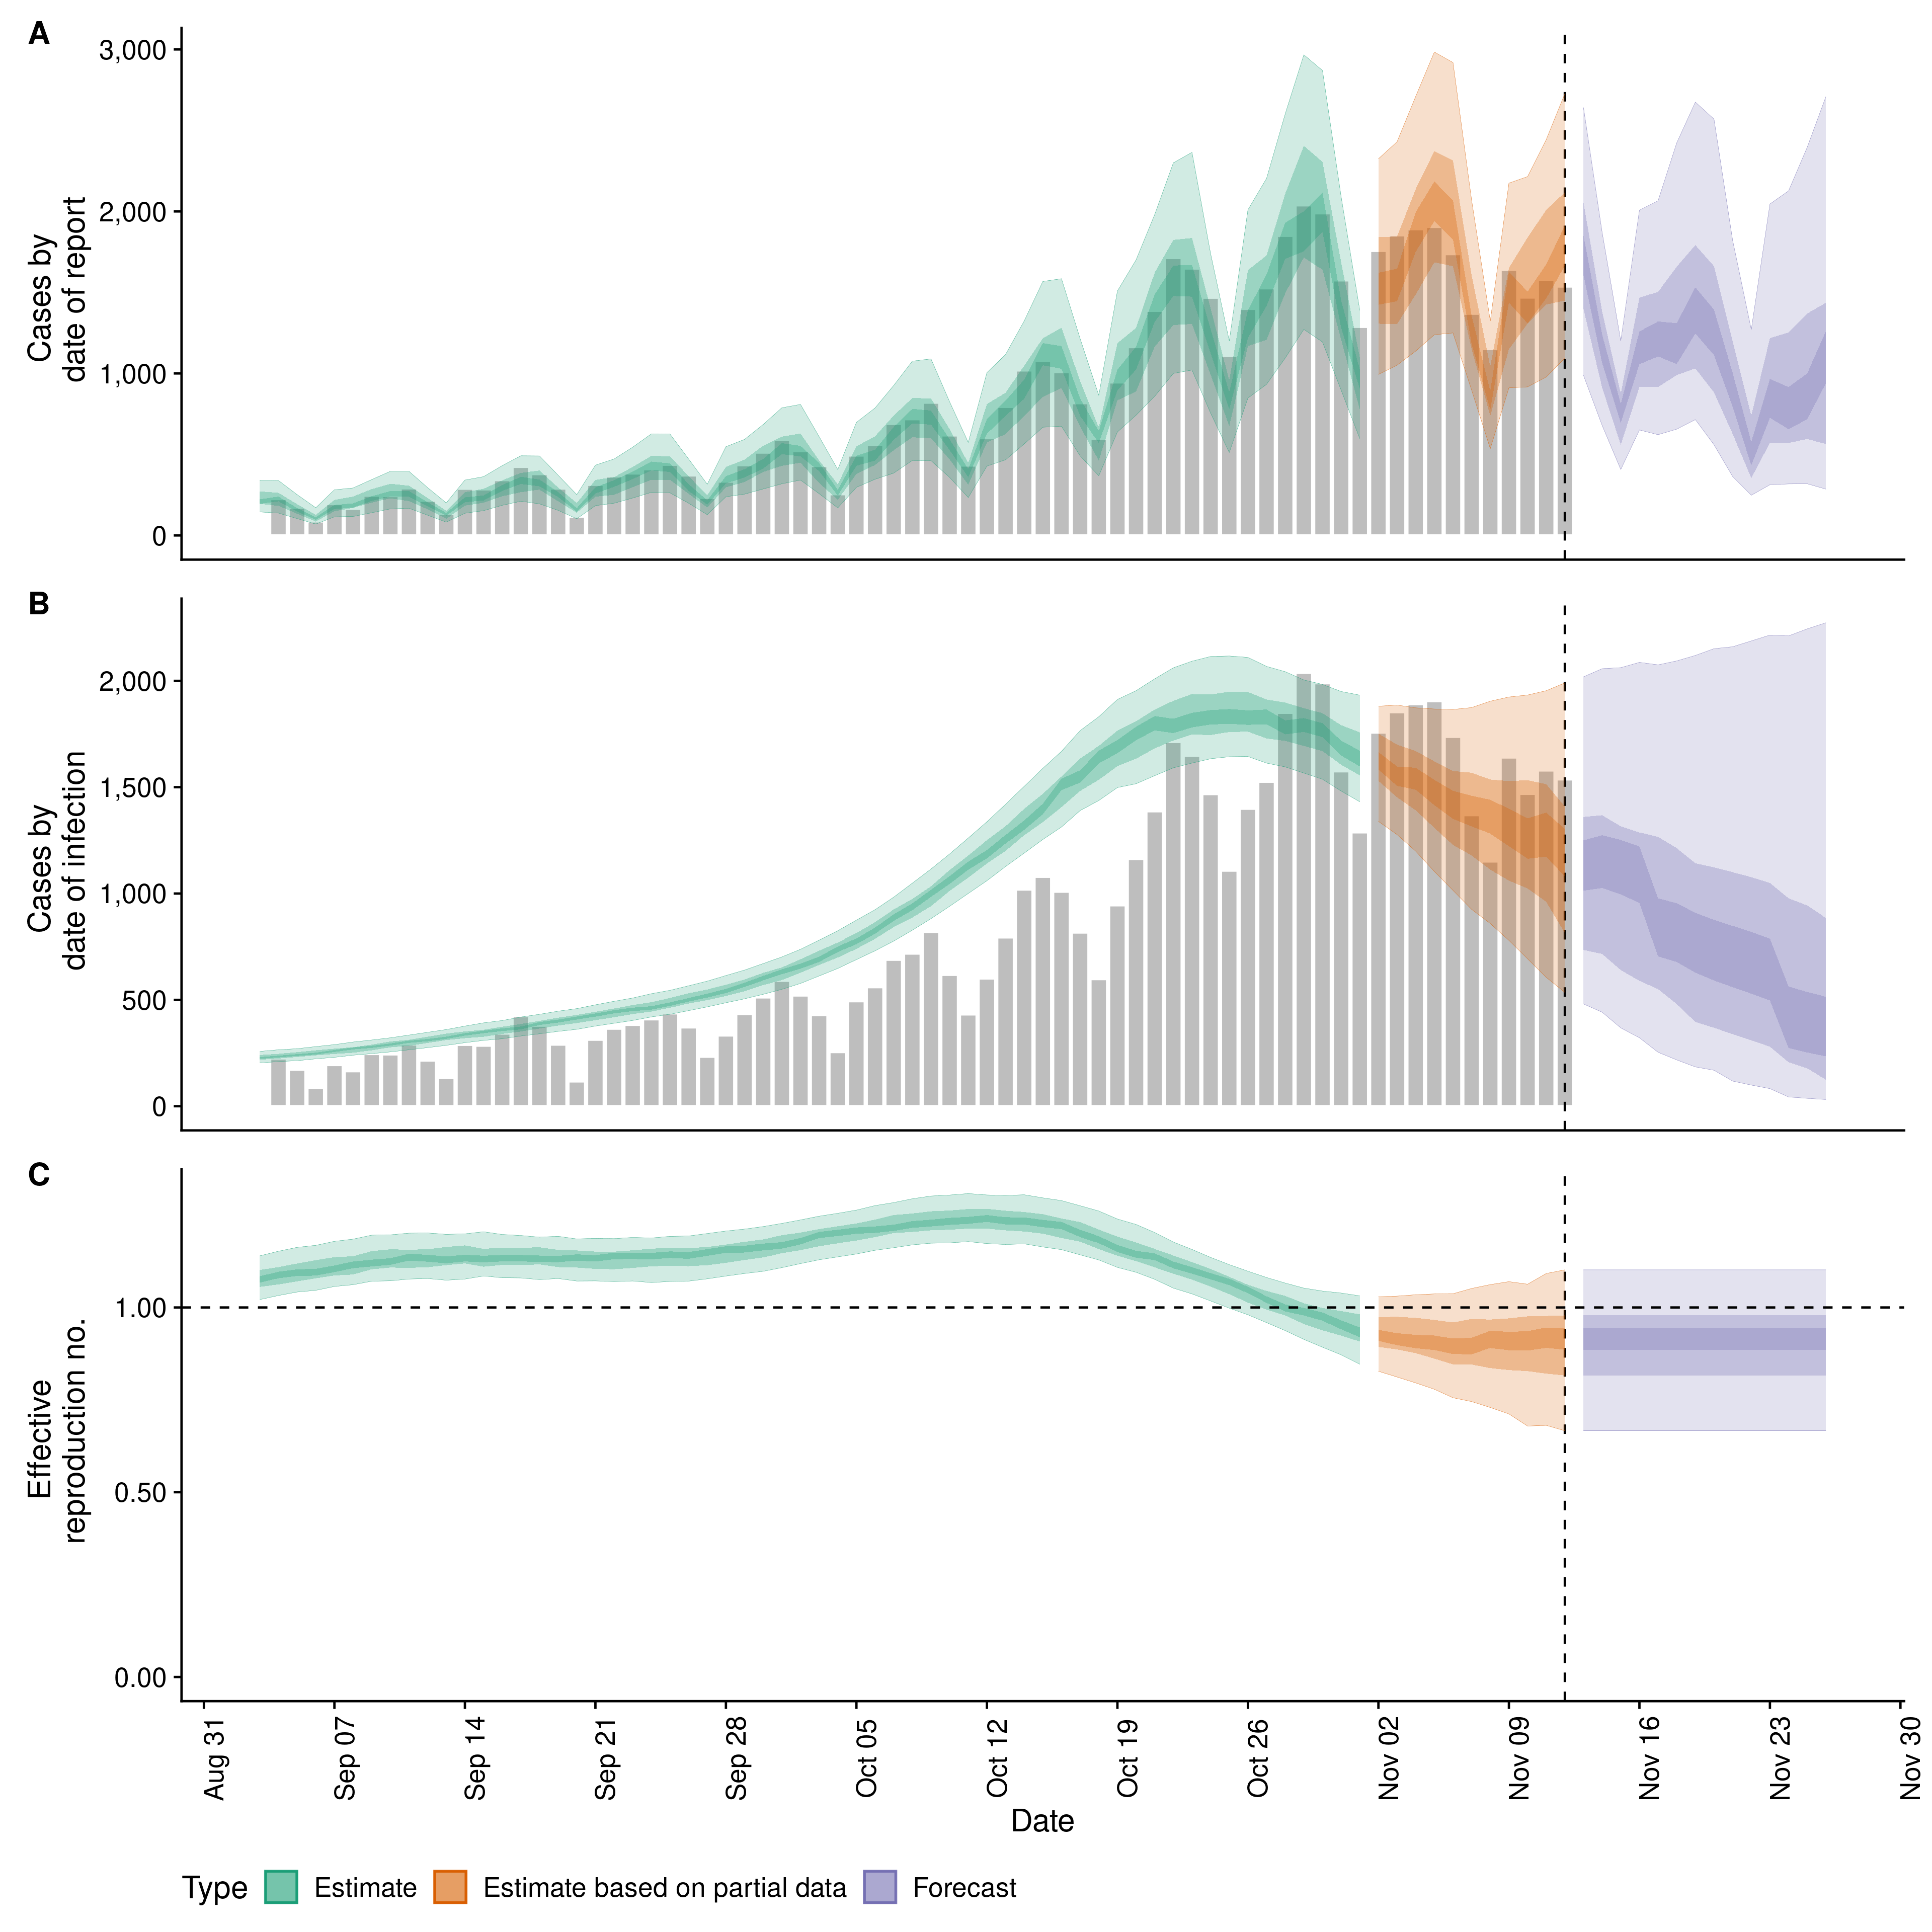 A
3,000
2,000
1,000
0
Cases by
date of report
B
2,000
1,500
1,000
500
0
Cases by
date of infection
C
1.00
0.50
0.00
Effective
reproduction no.
Aug 31
Sep 07
Sep 14
Sep 21
Sep 28
Oct 05
Oct 12
Oct 19
Oct 26
Nov 02
Nov 09
Nov 16
Nov 23
Nov 30
Date
Type Estimate Estimate based on partial data Forecast